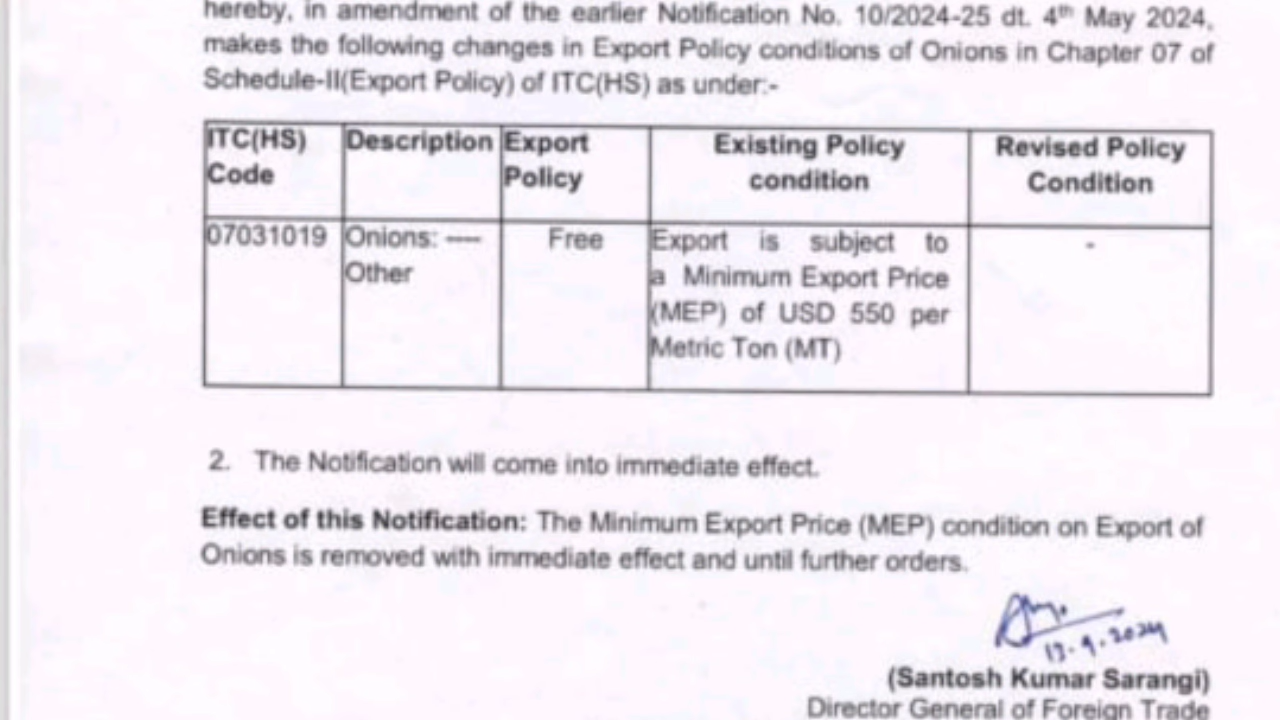 hereby, in amendment of the earlier Notification No. 10/2024-25 dt. 4th May 2024,
makes the following changes in Export Policy conditions of Onions in Chapter 07 of
Schedule-II(Export Policy) of ITC(HS) as under:-
ITC(HS) Code Description Export Policy Existing Policy condition Revised Policy Condition
07031019 Onions: ---- Other Free Export is subject to a Minimum Export Price (MEP) of USD 550 per Metric Ton (MT) -
2. The Notification will come into immediate effect.
Effect of this Notification: The Minimum Export Price (MEP) condition on Export of
Onions is removed with immediate effect and until further orders.
13.9.2024
(Santosh Kumar Sarangi)
Director General of Foreign Trade